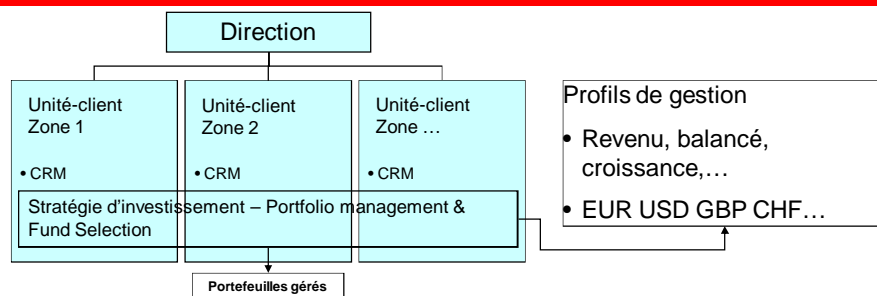 Direction
Unité-client
Zone 1
• CRM
Unité-client
Zone 2
• CRM
Unité-client
Zone …
• CRM
Stratégie d'investissement – Portfolio management &
Fund Selection
Portefeuilles gérés
Profils de gestion
• Revenu, balancé,
croissance,…
• EUR USD GBP CHF…